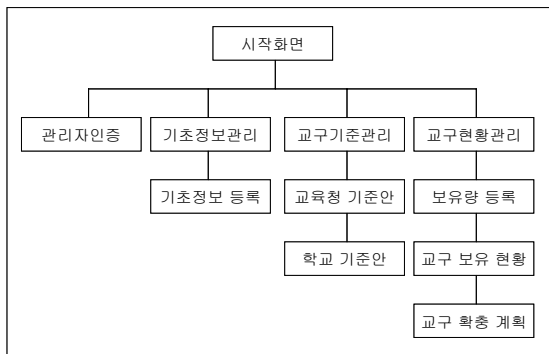 시작화면
관리자인증
기초정보관리
교구기준관리
교구현황관리
기초정보 등록
교육청 기준안
보유량 등록
학교 기준안
교구 보유 현황
교구 확충 계획